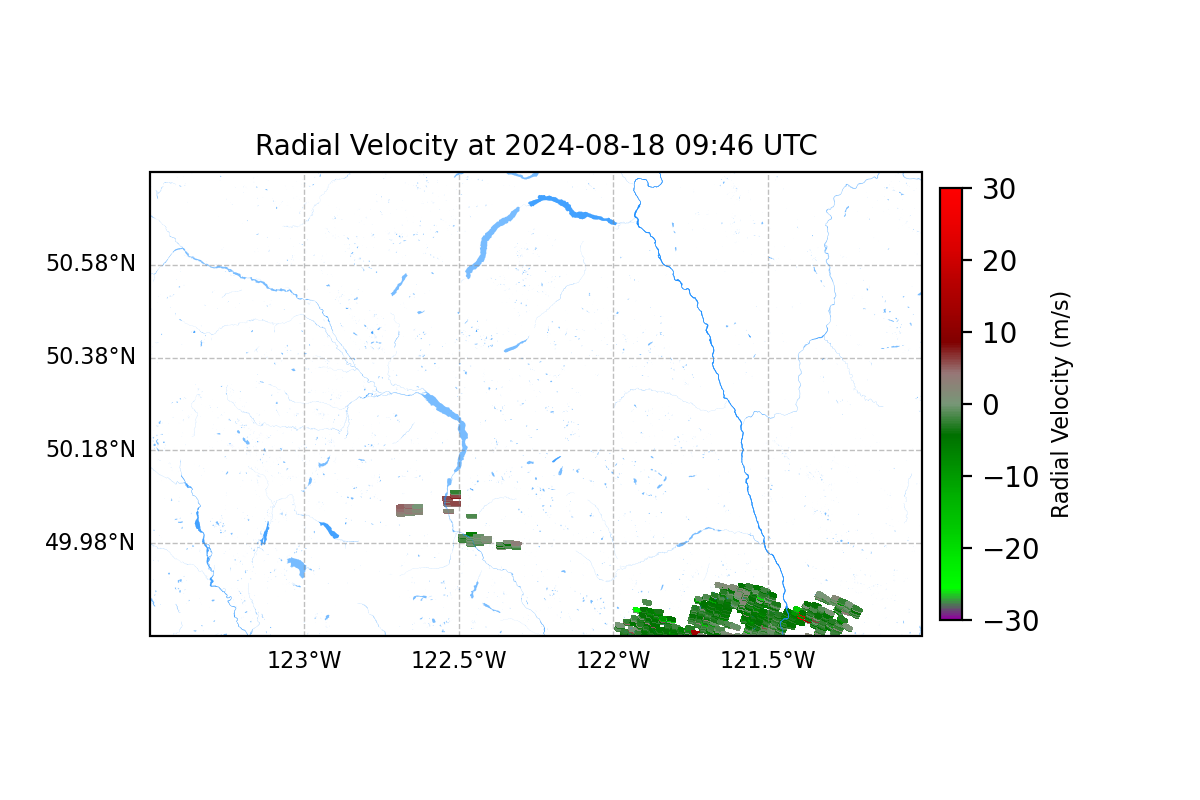 Radial Velocity at 2024-08-18 09:46 UTC
50.58°N
50.38°N
50.18°N
49.98°N
123°W
122.5°W
122°W
121.5°W
30
20
10
0
−10
−20
−30
Radial Velocity (m/s)